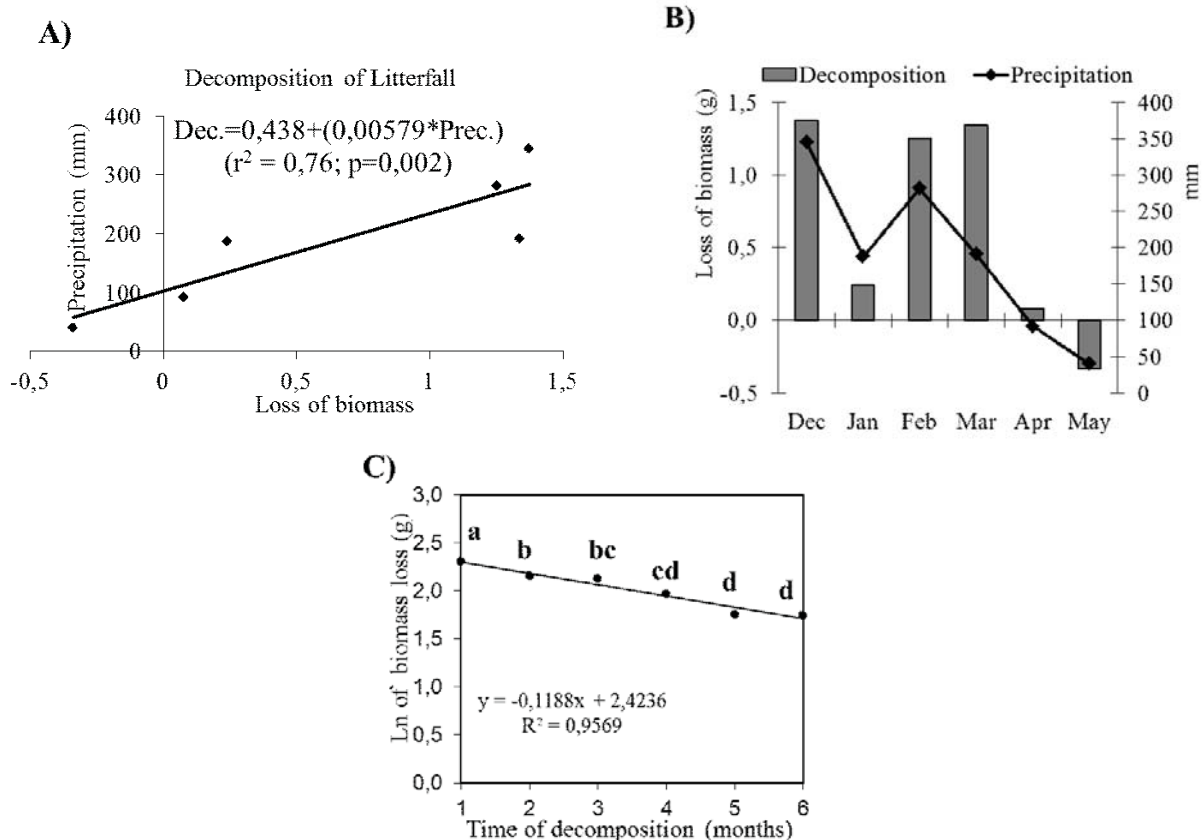 A)
Decomposition of Litterfall
Dec.=0,438+(0,00579*Prec.)
(r² = 0,76; p=0,002)
Precipitation (mm)
400
300
200
100
0
-0,5 0 0,5 1 1,5
Loss of biomass
B)
Decomposition Precipitation
Loss of biomass (g)
1,5
1,0
0,5
0,0
-0,5
400
350
300
250
200
150
100
50
0
mm
Dec Jan Feb Mar Apr May
C)
Ln of biomass loss (g)
3,0
2,5
2,0
1,5
1,0
0,5
0,0
a b bc cd d d
y = -0,1188x + 2,4236
R² = 0,9569
1 2 3 4 5 6
Time of decomposition (months)